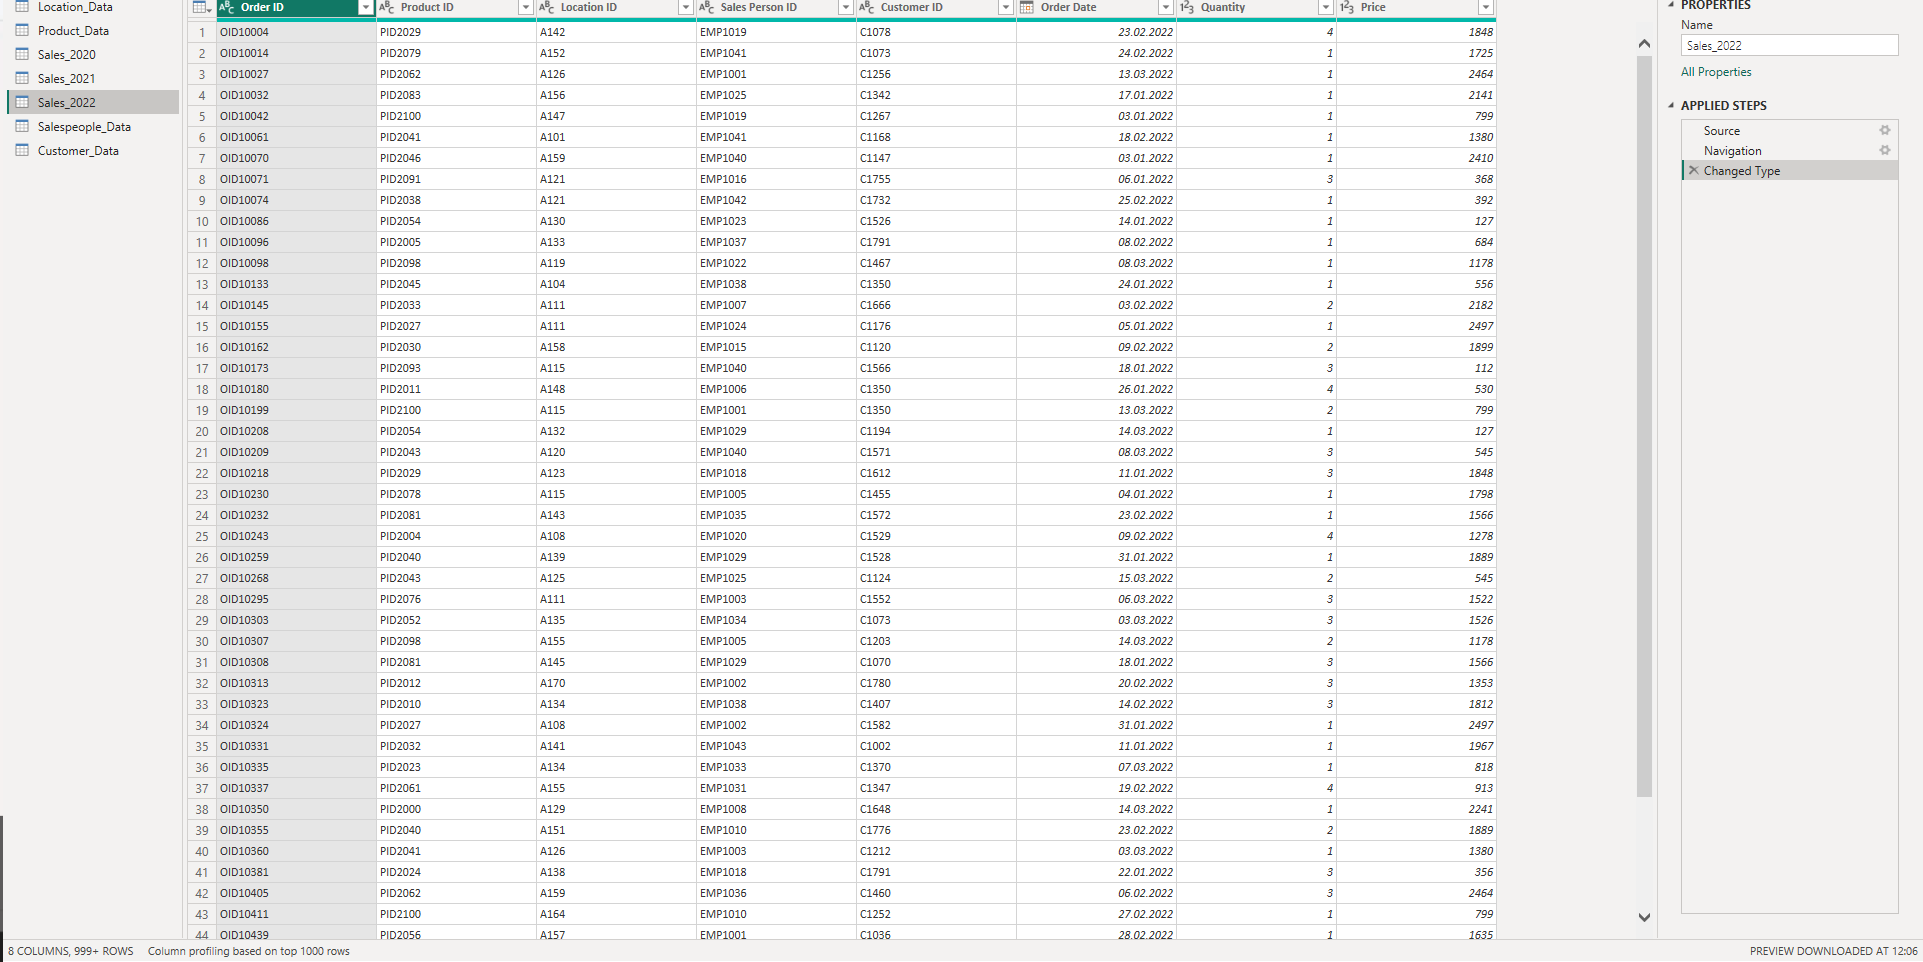 Location_Data
Product_Data
Sales_2020
Sales_2021
Sales_2022
Salespeople_Data
Customer_Data
ABC Order ID ABC Product ID ABC Location ID ABC Sales Person ID ABC Customer ID Order Date 123 Quantity 123 Price
1 OID10004 PID2029 A142 EMP1019 C1078 23.02.2022 4 1848
2 OID10014 PID2079 A152 EMP1041 C1073 24.02.2022 1 1725
3 OID10027 PID2062 A126 EMP1001 C1256 13.03.2022 1 2464
4 OID10032 PID2083 A156 EMP1025 C1342 17.01.2022 1 2141
5 OID10042 PID2100 A147 EMP1019 C1267 03.01.2022 1 799
6 OID10061 PID2041 A101 EMP1041 C1168 18.02.2022 1 1380
7 OID10070 PID2046 A159 EMP1040 C1147 03.01.2022 1 2410
8 OID10071 PID2091 A121 EMP1016 C1755 06.01.2022 3 368
9 OID10074 PID2038 A121 EMP1042 C1732 25.02.2022 1 392
10 OID10086 PID2054 A130 EMP1023 C1526 14.01.2022 1 127
11 OID10096 PID2005 A133 EMP1037 C1791 08.02.2022 1 684
12 OID10098 PID2098 A119 EMP1022 C1467 08.03.2022 1 1178
13 OID10133 PID2045 A104 EMP1038 C1350 24.01.2022 1 556
14 OID10145 PID2033 A111 EMP1007 C1666 03.02.2022 2 2182
15 OID10155 PID2027 A111 EMP1024 C1176 05.01.2022 1 2497
16 OID10162 PID2030 A158 EMP1015 C1120 09.02.2022 2 1899
17 OID10173 PID2093 A115 EMP1040 C1566 18.01.2022 3 112
18 OID10180 PID2011 A148 EMP1006 C1350 26.01.2022 4 530
19 OID10199 PID2100 A115 EMP1001 C1350 13.03.2022 2 799
20 OID10208 PID2054 A132 EMP1029 C1194 14.03.2022 1 127
21 OID10209 PID2043 A120 EMP1040 C1571 08.03.2022 3 545
22 OID10218 PID2029 A123 EMP1018 C1612 11.01.2022 3 1848
23 OID10230 PID2078 A115 EMP1005 C1455 04.01.2022 1 1798
24 OID10232 PID2081 A143 EMP1035 C1572 23.02.2022 1 1566
25 OID10243 PID2004 A108 EMP1020 C1529 09.02.2022 4 1278
26 OID10259 PID2040 A139 EMP1029 C1528 31.01.2022 1 1889
27 OID10268 PID2043 A125 EMP1025 C1124 15.03.2022 2 545
28 OID10295 PID2076 A111 EMP1003 C1552 06.03.2022 3 1522
29 OID10303 PID2052 A135 EMP1034 C1073 03.03.2022 3 1526
30 OID10307 PID2098 A155 EMP1005 C1203 14.03.2022 2 1178
31 OID10308 PID2081 A145 EMP1029 C1070 18.01.2022 3 1566
32 OID10313 PID2012 A170 EMP1002 C1780 20.02.2022 3 1353
33 OID10323 PID2010 A134 EMP1038 C1407 14.02.2022 3 1812
34 OID10324 PID2027 A108 EMP1002 C1582 31.01.2022 1 2497
35 OID10331 PID2032 A141 EMP1043 C1002 11.01.2022 1 1967
36 OID10335 PID2023 A134 EMP1033 C1370 07.03.2022 1 818
37 OID10337 PID2061 A155 EMP1031 C1347 19.02.2022 4 913
38 OID10350 PID2000 A129 EMP1008 C1648 14.03.2022 1 2241
39 OID10355 PID2040 A151 EMP1010 C1776 23.02.2022 2 1889
40 OID10360 PID2041 A126 EMP1003 C1212 03.03.2022 1 1380
41 OID10381 PID2024 A138 EMP1018 C1791 22.01.2022 3 356
42 OID10405 PID2062 A159 EMP1036 C1460 06.02.2022 3 2464
43 OID10411 PID2100 A164 EMP1010 C1252 27.02.2022 1 799
44 OID10439 PID2056 A157 EMP1001 C1036 28.02.2022 1 1635
PROPERTIES
Name
Sales_2022
All Properties
APPLIED STEPS
Source
Navigation
Changed Type
8 COLUMNS, 999+ ROWS Column profiling based on top 1000 rows
PREVIEW DOWNLOADED AT 12:06